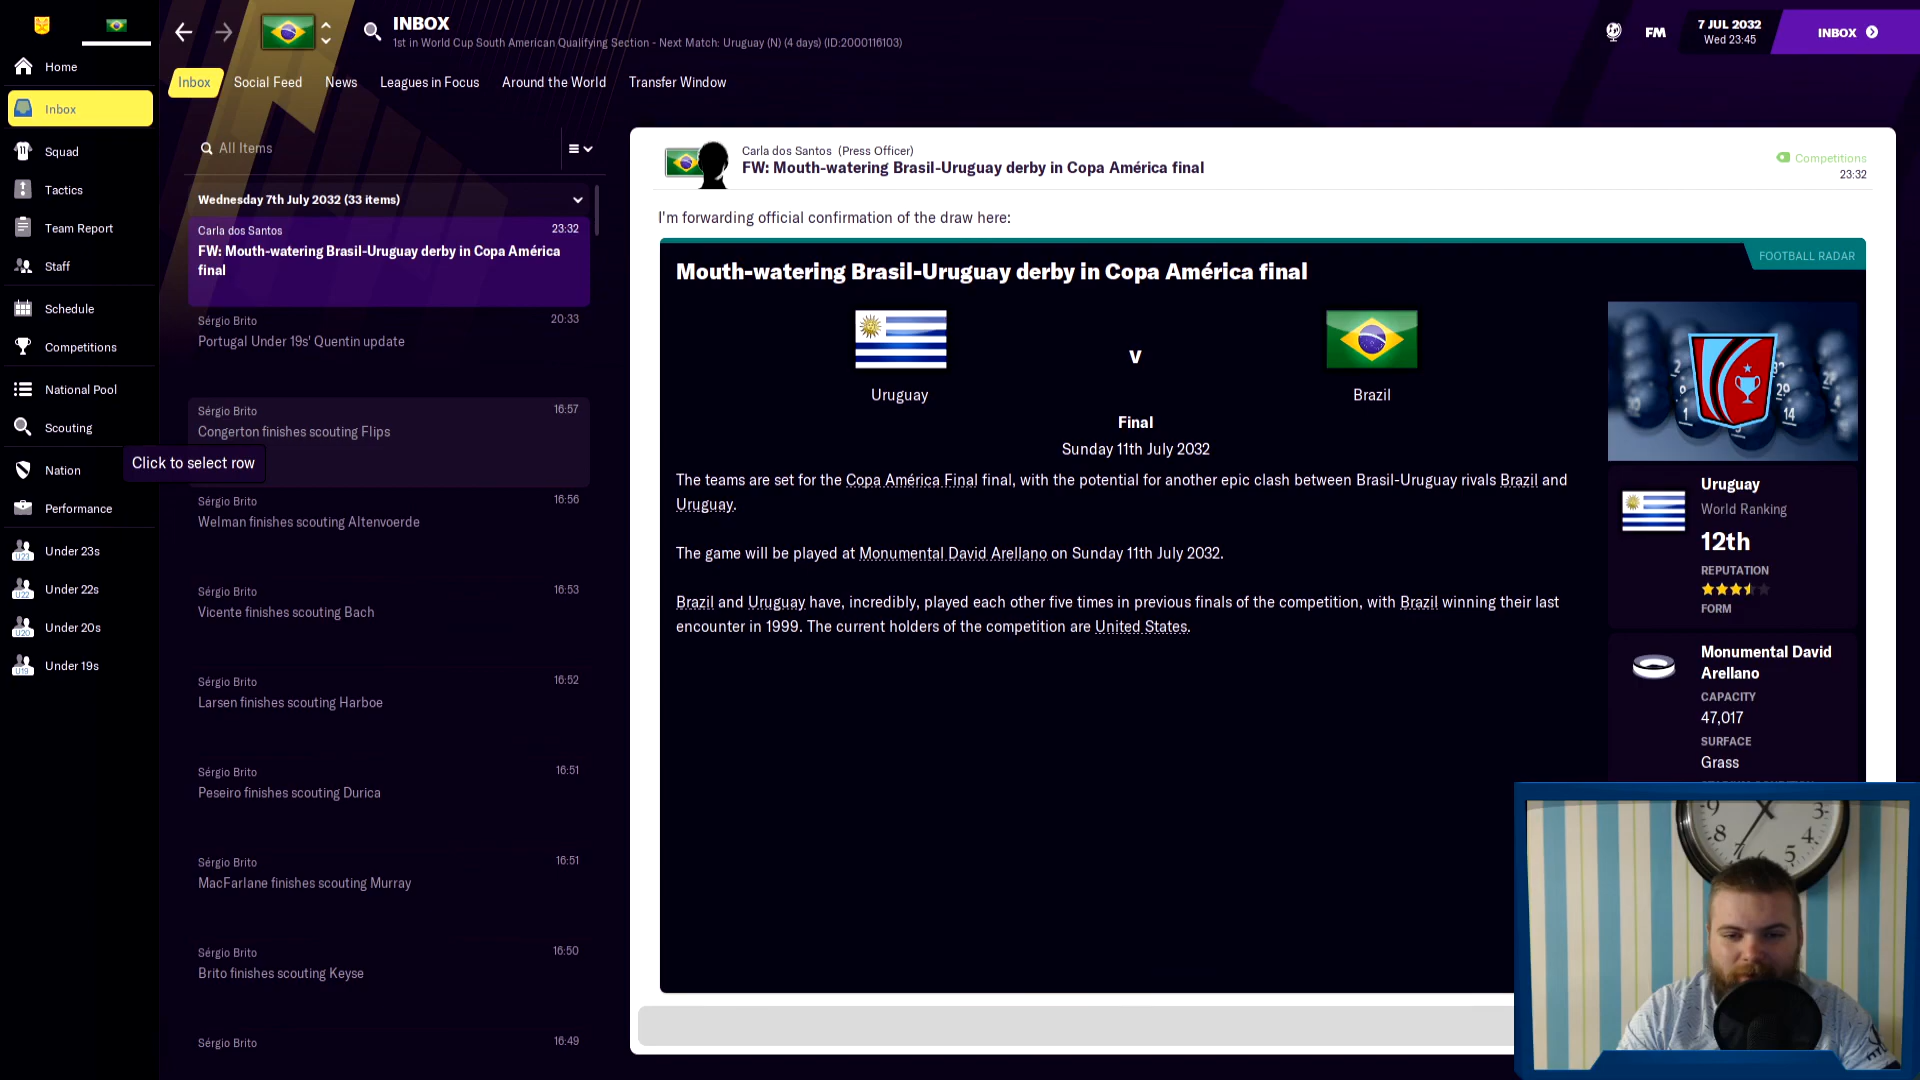 INBOX
1st in World Cup South American Qualifying Section - Next Match: Uruguay (N) (4 days) (ID:2000116103)
FM
7 JUL 2032
Wed 23:45
INBOX
Home
Inbox
Squad
Tactics
Team Report
Staff
Schedule
Competitions
National Pool
Scouting
Nation
Performance
Under 23s
Under 22s
Under 20s
Under 19s
U23
U22
U20
U19
Click to select row
Inbox
Social Feed
News
Leagues in Focus
Around the World
Transfer Window
All Items
Wednesday 7th July 2032 (33 items)
Carla dos Santos
23:32
FW: Mouth-watering Brasil-Uruguay derby in Copa América
final
Sérgio Brito
20:33
Portugal Under 19s' Quentin update
Sérgio Brito
16:57
Congerton finishes scouting Flips
Sérgio Brito
16:56
Welman finishes scouting Altenvoerde
Sérgio Brito
16:53
Vicente finishes scouting Bach
Sérgio Brito
16:52
Larsen finishes scouting Harboe
Sérgio Brito
16:51
Peseiro finishes scouting Durica
Sérgio Brito
16:51
MacFarlane finishes scouting Murray
Sérgio Brito
16:50
Brito finishes scouting Keyse
Sérgio Brito
16:49
Carla dos Santos (Press Officer)
FW: Mouth-watering Brasil-Uruguay derby in Copa América final
Competitions
23:32
I'm forwarding official confirmation of the draw here:
FOOTBALL RADAR
Mouth-watering Brasil-Uruguay derby in Copa América final
v
Uruguay
Brazil
Final
Sunday 11th July 2032
The teams are set for the Copa América Final final, with the potential for another epic clash between Brasil-Uruguay rivals Brazil and
Uruguay.
The game will be played at Monumental David Arellano on Sunday 11th July 2032.
Brazil and Uruguay have, incredibly, played each other five times in previous finals of the competition, with Brazil winning their last
encounter in 1999. The current holders of the competition are United States.
Uruguay
World Ranking
12th
REPUTATION
FORM
Monumental David
Arellano
CAPACITY
47,017
SURFACE
Grass